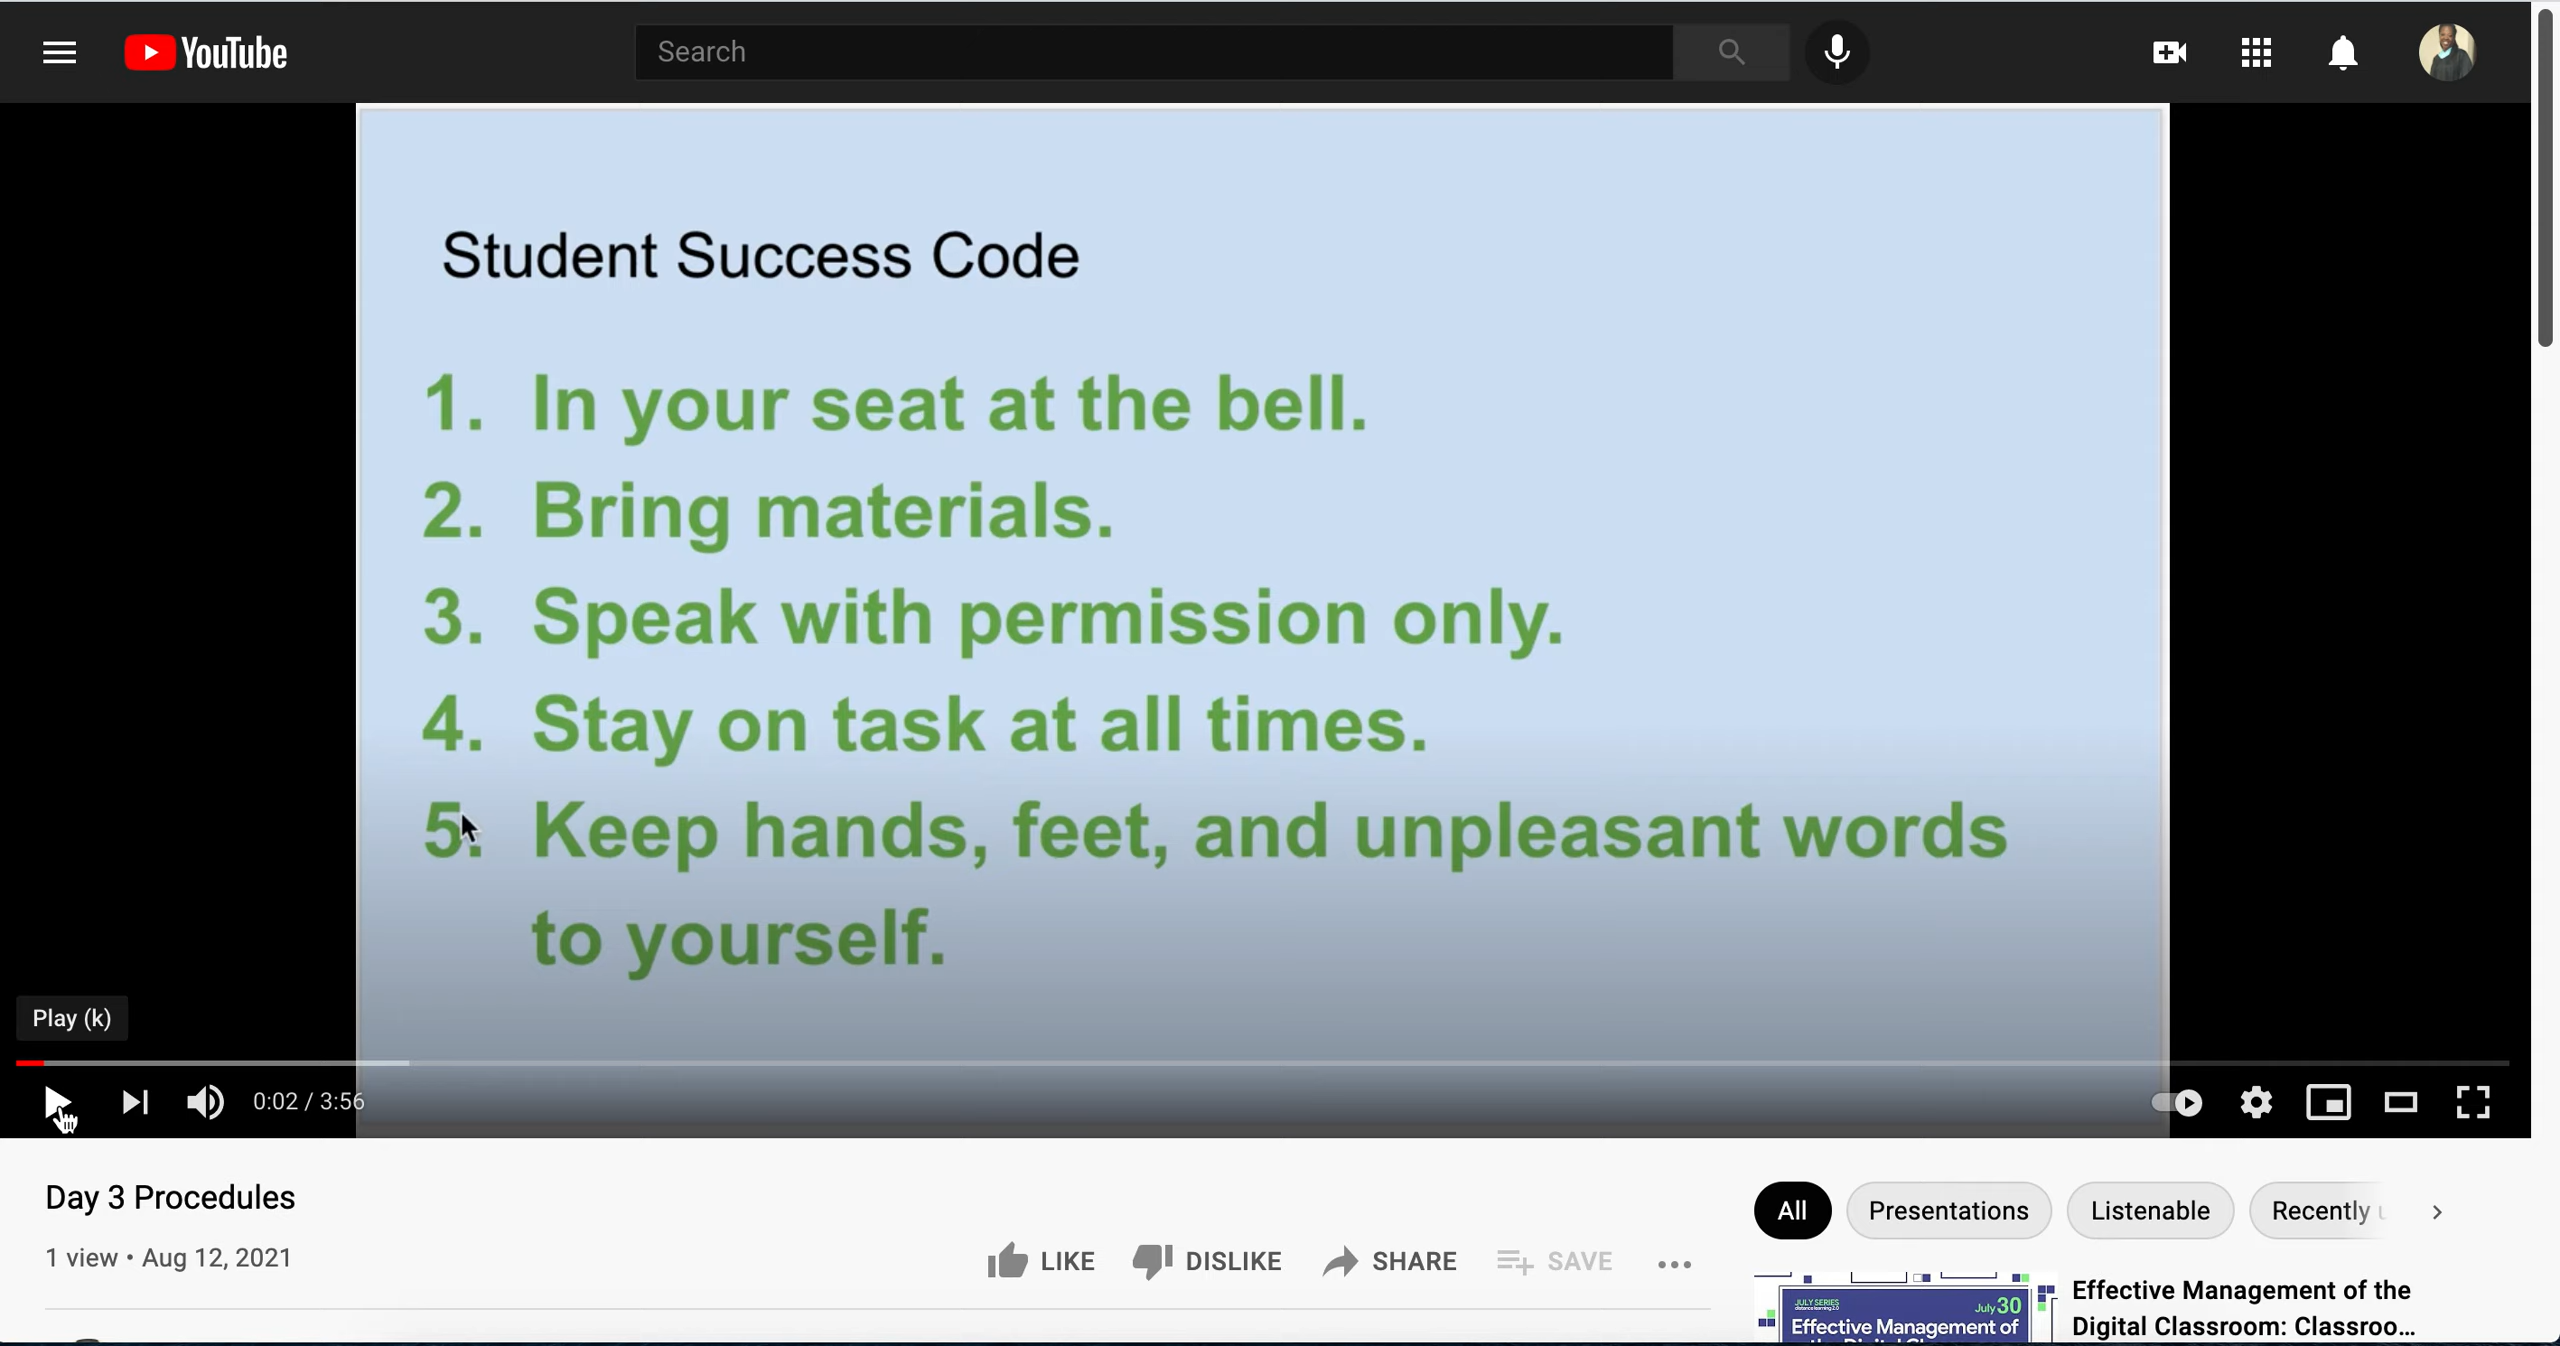 YouTube
Search
Student Success Code
1. In your seat at the bell.
2. Bring materials.
3. Speak with permission only.
4. Stay on task at all times.
5. Keep hands, feet, and unpleasant words
to yourself.
Play (k)
0:02 / 3:56
Day 3 Procedules
1 view • Aug 12, 2021
LIKE
DISLIKE
SHARE
SAVE
All
Presentations
Listenable
Recently
JULY SERIES
July 30
Effective Management of
Effective Management of the
Digital Classroom: Classroo...